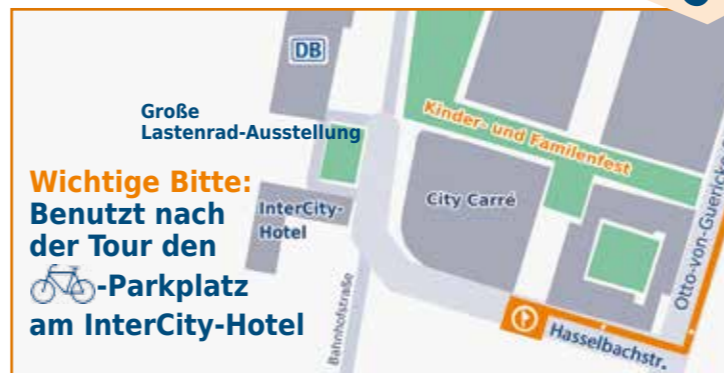 DB
Große
Lastenrad-Ausstellung
Kinder- und Familenfest
Wichtige Bitte:
Benutzt nach
der Tour den
-Parkplatz
am InterCity-Hotel
InterCity-
Hotel
City Carré
Bahnhofstraße
Hasselbachstr.
Otto-von-Guericke-